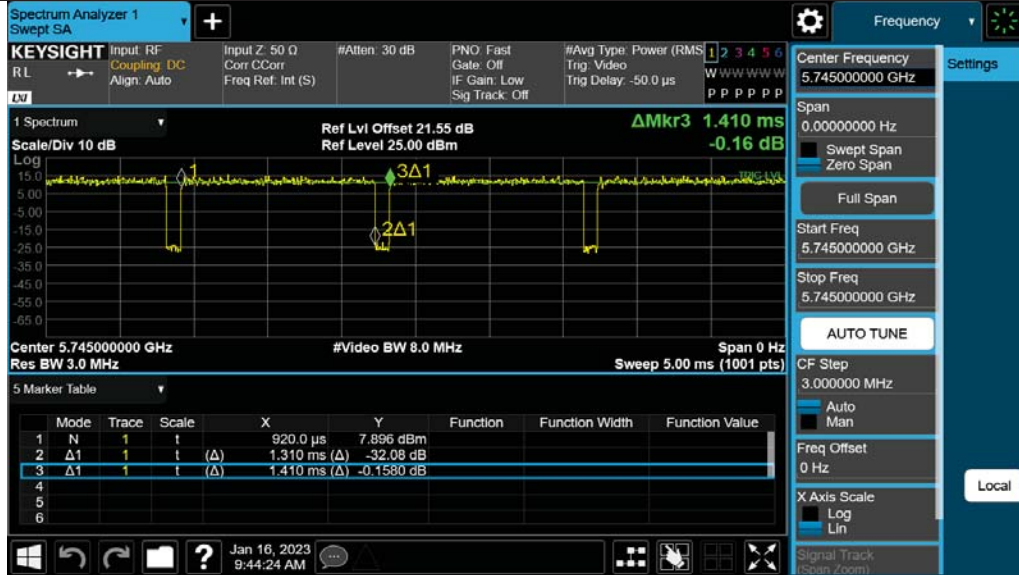 Spectrum Analyzer 1
Swept SA
+
Frequency
KEYSIGHT
RL
LXI
Input: RF
Coupling: DC
Align: Auto
Input Z: 50 Ω
Corr CCorr
Freq Ref: Int (S)
#Atten: 30 dB
PNO: Fast
Gate: Off
IF Gain: Low
Sig Track: Off
#Avg Type: Power (RMS
Trig: Video
Trig Delay: -50.0 µs
1 2 3 4 5 6
W W W W W W
P P P P P P
1 Spectrum
Scale/Div 10 dB
Ref Lvl Offset 21.55 dB
Ref Level 25.00 dBm
ΔMkr3 1.410 ms
-0.16 dB
Log
15.0
5.00
-5.00
-15.0
-25.0
-35.0
-45.0
-55.0
-65.0
1
3Δ1
2Δ1
TRIG LVL
Center 5.745000000 GHz
Res BW 3.0 MHz
#Video BW 8.0 MHz
Span 0 Hz
Sweep 5.00 ms (1001 pts)
5 Marker Table
Mode Trace Scale X Y Function Function Width Function Value
1 N 1 t 920.0 µs 7.896 dBm
2 Δ1 1 t (Δ) 1.310 ms (Δ) -32.08 dB
3 Δ1 1 t (Δ) 1.410 ms (Δ) -0.1580 dB
4
5
6
?
Jan 16, 2023
9:44:24 AM
Center Frequency
5.745000000 GHz
Span
0.00000000 Hz
Swept Span
Zero Span
Full Span
Start Freq
5.745000000 GHz
Stop Freq
5.745000000 GHz
AUTO TUNE
CF Step
3.000000 MHz
Auto
Man
Freq Offset
0 Hz
X Axis Scale
Log
Lin
Signal Track
(Span Zoom)
Settings
Local